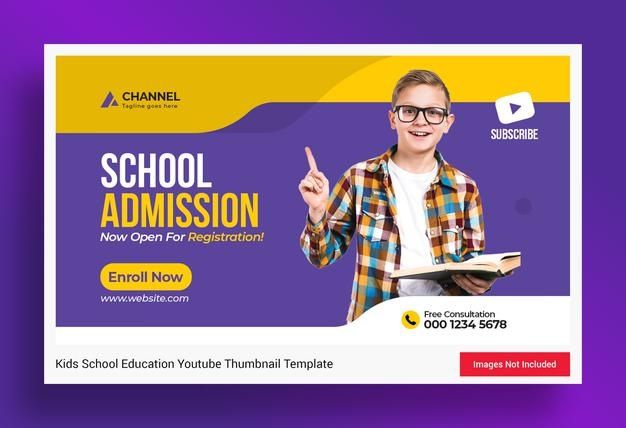 CHANNEL
Tagline goes here
SUBSCRIBE
SCHOOL
ADMISSION
Now Open For Registration!
Enroll Now
www.website.com
Free Consultation
000 1234 5678
Kids School Education Youtube Thumbnail Template
Images Not Included